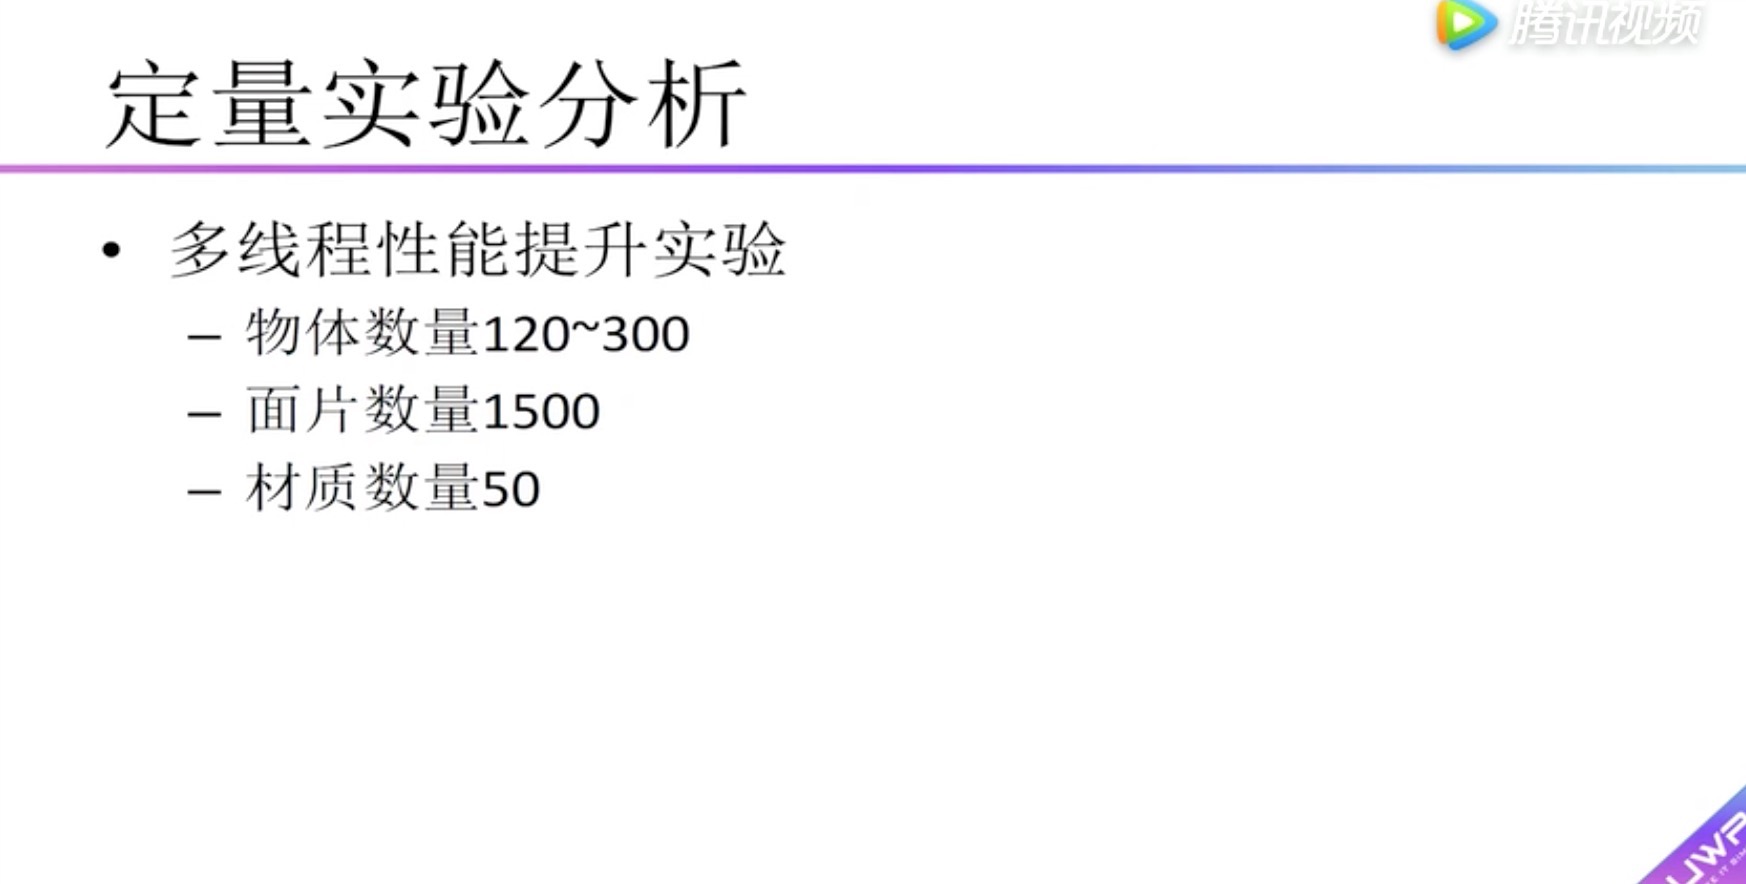 腾讯视频
定量实验分析
• 多线程性能提升实验
– 物体数量120~300
– 面片数量1500
– 材质数量50